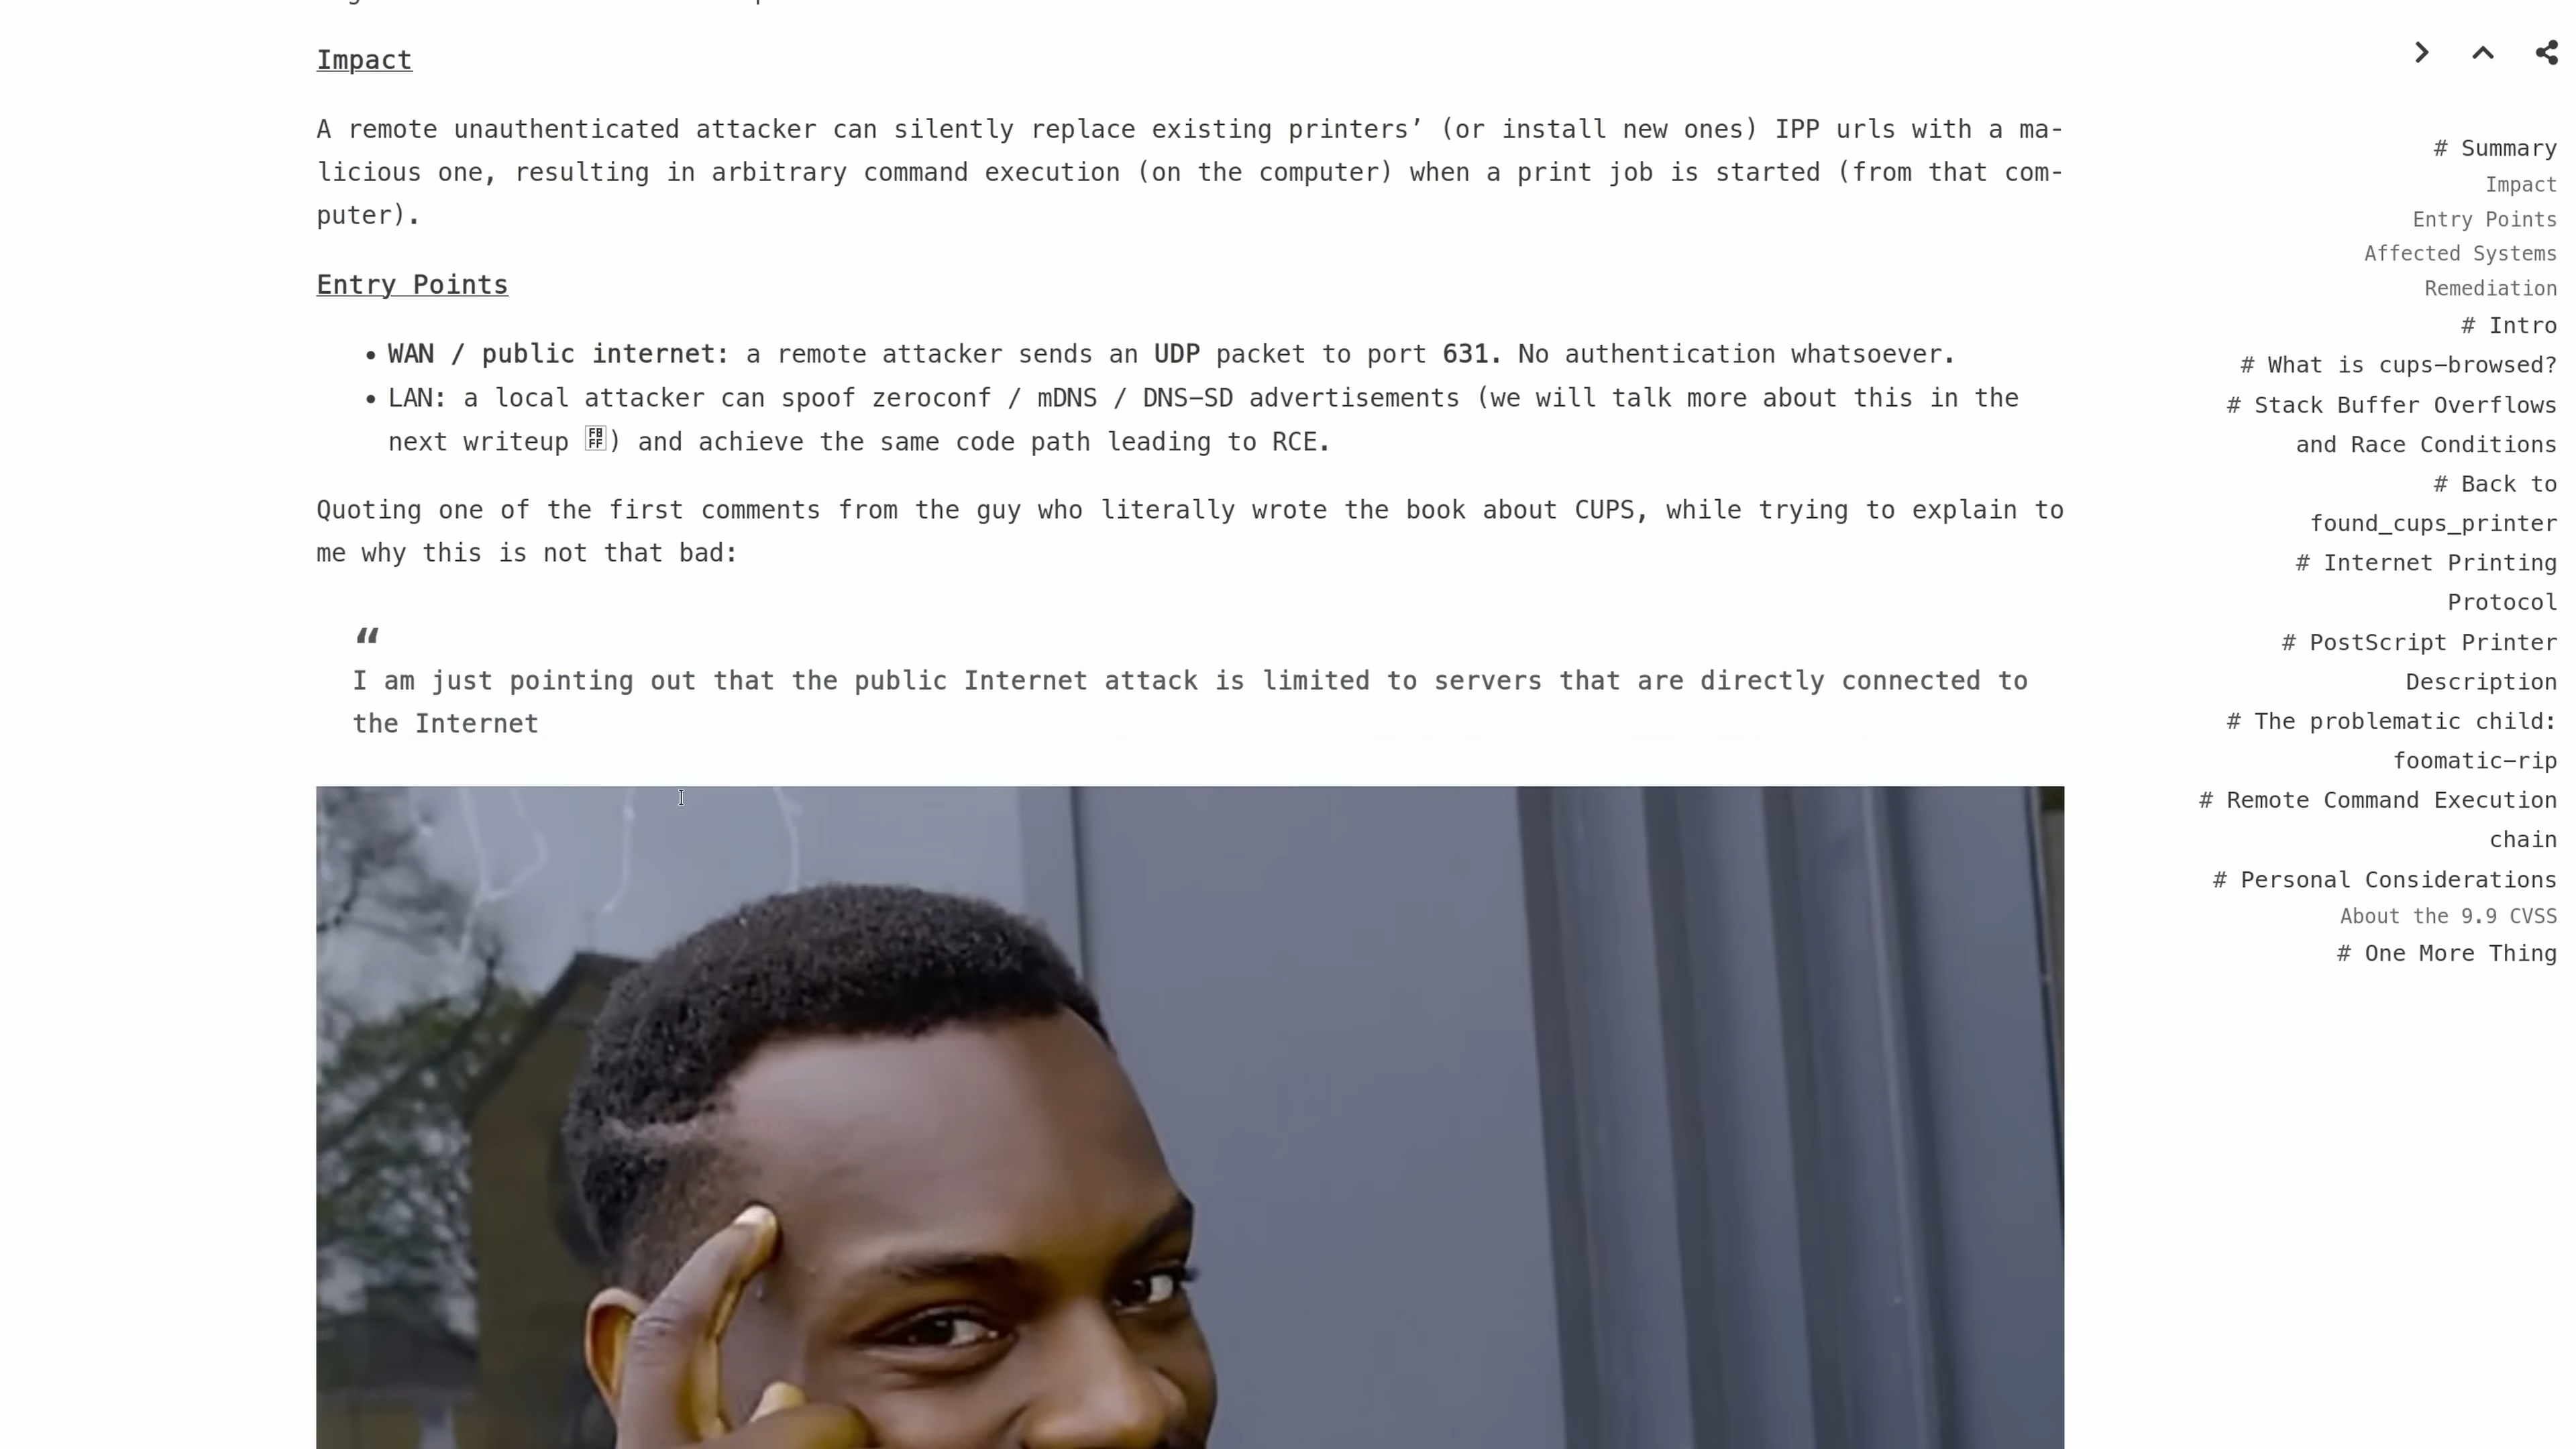 Impact
A remote unauthenticated attacker can silently replace existing printers’ (or install new ones) IPP urls with a ma-
licious one, resulting in arbitrary command execution (on the computer) when a print job is started (from that com-
puter).
Entry Points
• WAN / public internet: a remote attacker sends an UDP packet to port 631. No authentication whatsoever.
• LAN: a local attacker can spoof zeroconf / mDNS / DNS-SD advertisements (we will talk more about this in the
next writeup ) and achieve the same code path leading to RCE.
Quoting one of the first comments from the guy who literally wrote the book about CUPS, while trying to explain to
me why this is not that bad:
“
I am just pointing out that the public Internet attack is limited to servers that are directly connected to
the Internet
# Summary
Impact
Entry Points
Affected Systems
Remediation
# Intro
# What is cups-browsed?
# Stack Buffer Overflows
and Race Conditions
# Back to
found_cups_printer
# Internet Printing
Protocol
# PostScript Printer
Description
# The problematic child:
foomatic-rip
# Remote Command Execution
chain
# Personal Considerations
About the 9.9 CVSS
# One More Thing